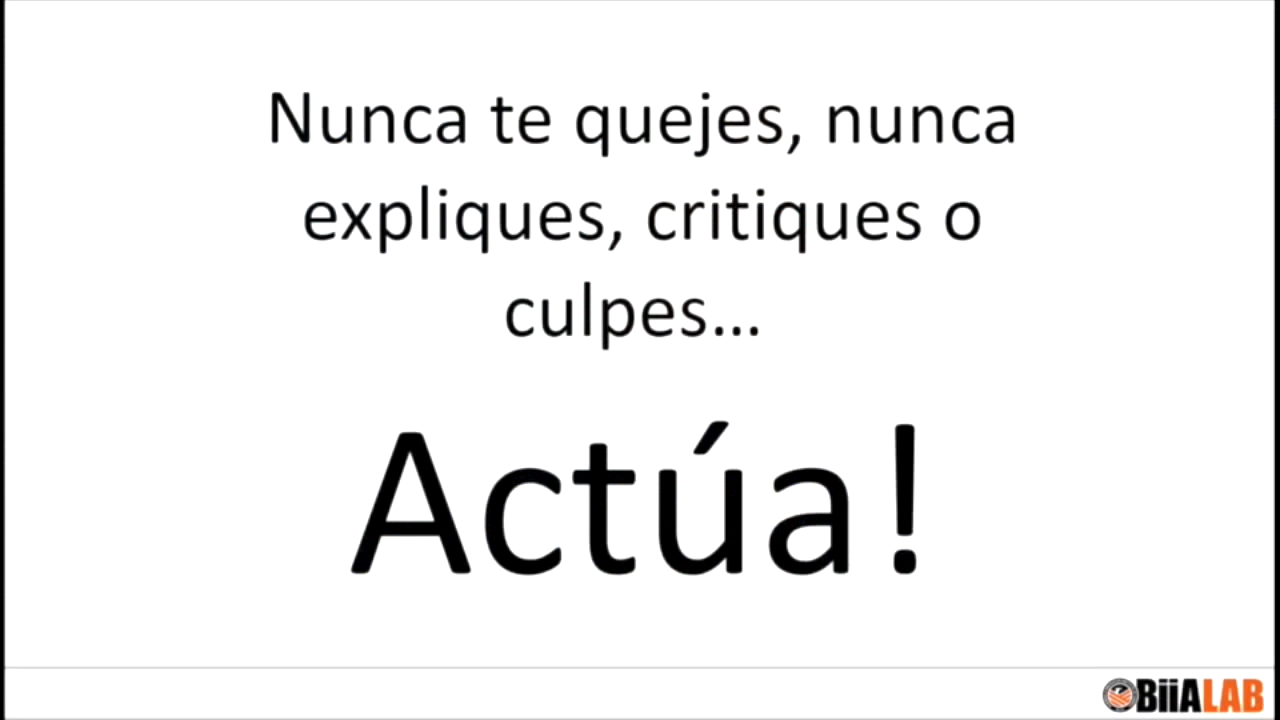 Nunca te quejes, nunca
expliques, critiques o
culpes...
Actúa!
BiiALAB